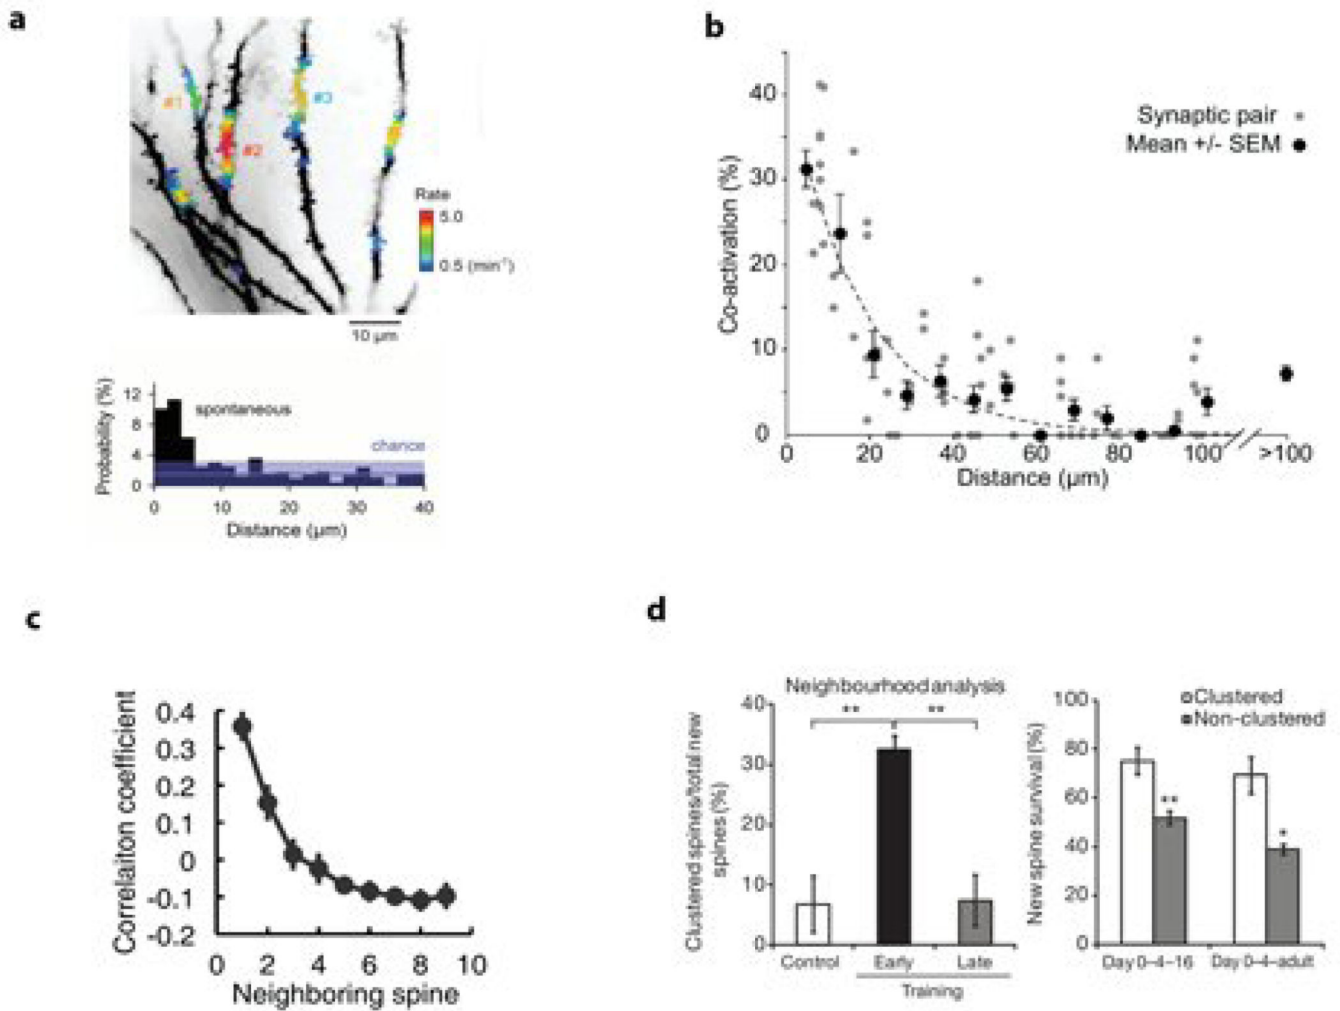 a
#1
#2
#3
Rate
5.0
0.5 (min⁻¹)
10 µm
Probability (%)
12
8
4
0
spontaneous
chance
0 10 20 30 40
Distance (µm)
b
Co-activation (%)
40
30
20
10
0
Synaptic pair
Mean +/- SEM
0 20 40 60 80 100 >100
Distance (µm)
c
Correlaiton coefficient
0.4
0.3
0.2
0.1
0
-0.1
-0.2
0 2 4 6 8 10
Neighboring spine
d
Neighbourhood analysis
Clustered spines/total new
spines (%)
40
30
20
10
0
** **
Control Early Late
Training
New spine survival (%)
100
80
60
40
20
0
Clustered
Non-clustered
**
*
Day 0–4–16 Day 0–4–adult